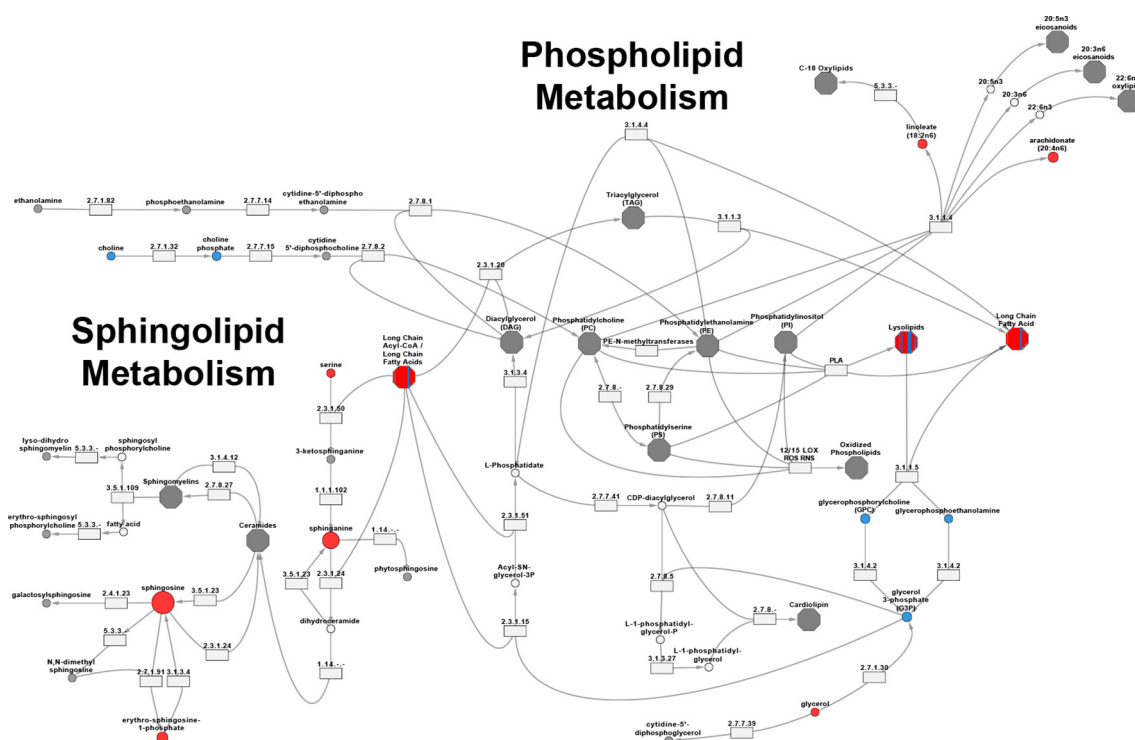 Phospholipid
Metabolism
Sphingolipid
Metabolism
20:5n3
eicosanoids
20:3n6
eicosanoids
22:6n
oxylipi
C-18 Oxylipids
5.3.3.-
20:5n3
20:3n6
22:6n3
linoleate
(18:2n6)
arachidonate
(20:4n6)
3.1.4.4
3.1.1.4
ethanolamine
2.7.1.82
phosphoethanolamine
2.7.7.14
cytidine-5'-diphospho
ethanolamine
2.7.8.1
Triacylglycerol
(TAG)
3.1.1.3
choline
2.7.1.32
choline
phosphate
2.7.7.15
cytidine
5'-diphosphocholine
2.7.8.2
2.3.1.20
Long Chain
Acyl-CoA /
Long Chain
Fatty Acids
Diacylglycerol
(DAG)
Phosphatidylcholine
(PC)
Phosphatidylethanolamine
(PE)
Phosphatidylinositol
(PI)
Lysolipids
Long Chain
Fatty Acid
PE-N-methyltransferases
PLA
serine
2.3.1.50
3.1.3.4
2.7.8.-
2.7.8.29
Phosphatidylserine
(PS)
12/15 LOX
ROS RNS
Oxidized
Phospholipids
3-ketosphinganine
L-Phosphatidate
3.1.1.5
lyso-dihydro
sphingomyelin
5.3.3.-
sphingosyl
phosphorylcholine
3.1.4.12
2.7.8.27
Sphingomyelins
3.5.1.109
erythro-sphingosyl
phosphorylcholine
5.3.3.-
fatty acid
Ceramides
1.1.1.102
sphinganine
1.14.-.-
phytosphingosine
2.7.7.41
CDP-diacylglycerol
2.7.8.11
glycerophosphorylcholine
(GPC)
glycerophosphoethanolamine
2.3.1.51
Acyl-SN-
glycerol-3P
2.3.1.15
3.5.1.23
2.3.1.24
dihydroceramide
1.14.-.-
2.7.8.5
2.7.8.-
Cardiolipin
3.1.4.2
3.1.4.2
glycerol
3-phosphate
(G3P)
L-1-phosphatidyl-
glycerol-P
3.1.3.27
L-1-phosphatidyl-
glycerol
2.7.1.30
glycerol
2.7.7.39
cytidine-5'-
diphosphoglycerol
sphingosine
3.5.1.23
2.4.1.23
galactosylsphingosine
5.3.3.-
2.3.1.24
N,N-dimethyl
sphingosine
2.7.1.91
3.1.3.4
erythro-sphingosine-
1-phosphate